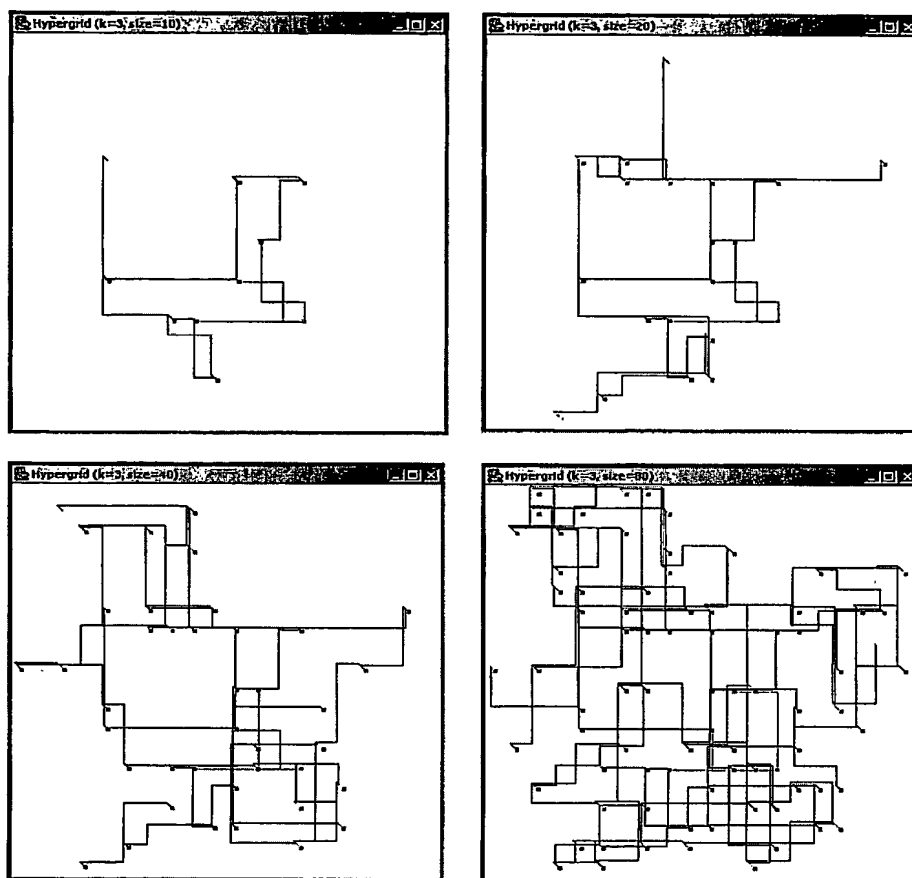 Hypergrid (k=3, size=10)
Hypergrid (k=3, size=20)
Hypergrid (k=3, size=40)
Hypergrid (k=3, size=80)